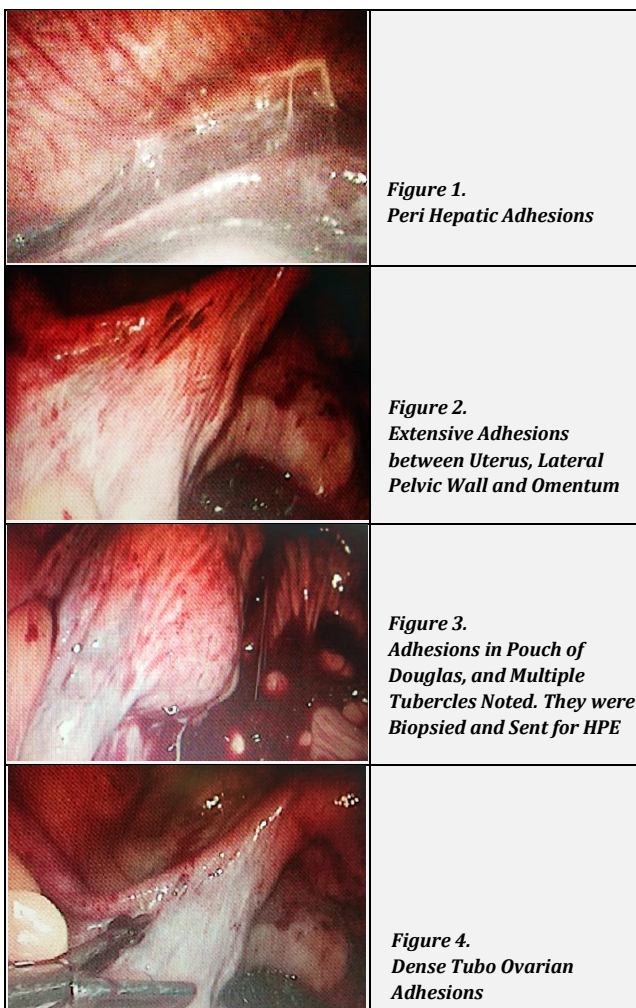 Figure 1.
Peri Hepatic Adhesions
Figure 2.
Extensive Adhesions
between Uterus, Lateral
Pelvic Wall and Omentum
Figure 3.
Adhesions in Pouch of
Douglas, and Multiple
Tubercles Noted. They were
Biopsied and Sent for HPE
Figure 4.
Dense Tubo Ovarian
Adhesions